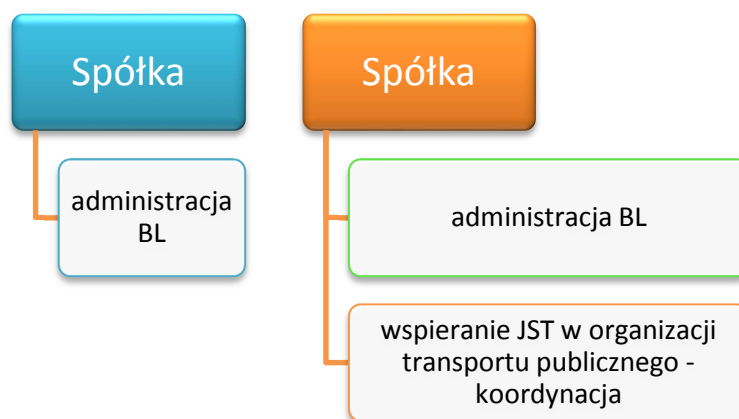 Spółka
administracja
BL
Spółka
administracja BL
wspieranie JST w organizacji
transportu publicznego -
koordynacja